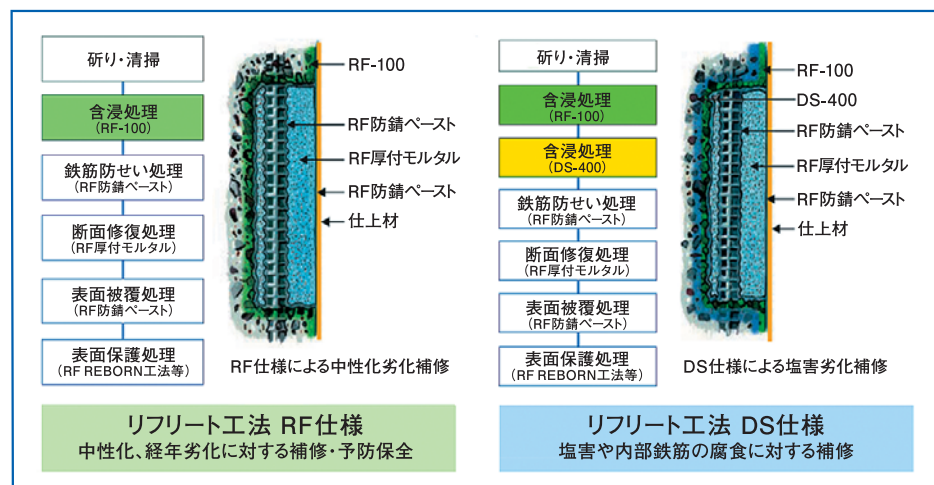 斫り・清掃
含浸処理
(RF-100)
鉄筋防せい処理
(RF防錆ペースト)
断面修復処理
(RF厚付モルタル)
表面被覆処理
(RF防錆ペースト)
表面保護処理
(RF REBORN工法等)
RF-100
RF防錆ペースト
RF厚付モルタル
RF防錆ペースト
仕上材
RF仕様による中性化劣化補修
リフリート工法 RF仕様
中性化、経年劣化に対する補修・予防保全
斫り・清掃
含浸処理
(RF-100)
含浸処理
(DS-400)
鉄筋防せい処理
(RF防錆ペースト)
断面修復処理
(RF厚付モルタル)
表面被覆処理
(RF防錆ペースト)
表面保護処理
(RF REBORN工法等)
RF-100
DS-400
RF防錆ペースト
RF厚付モルタル
RF防錆ペースト
仕上材
DS仕様による塩害劣化補修
リフリート工法 DS仕様
塩害や内部鉄筋の腐食に対する補修